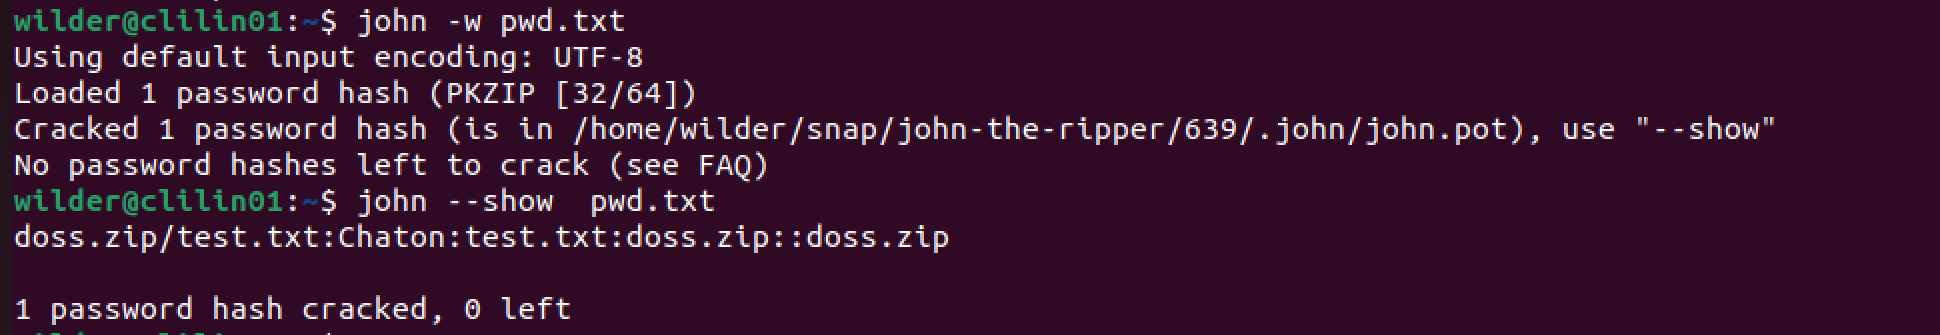 wilder@clilin01:~$ john -w pwd.txt
Using default input encoding: UTF-8
Loaded 1 password hash (PKZIP [32/64])
Cracked 1 password hash (is in /home/wilder/snap/john-the-ripper/639/.john/john.pot), use "--show"
No password hashes left to crack (see FAQ)
wilder@clilin01:~$ john --show  pwd.txt
doss.zip/test.txt:Chaton:test.txt:doss.zip::doss.zip
1 password hash cracked, 0 left